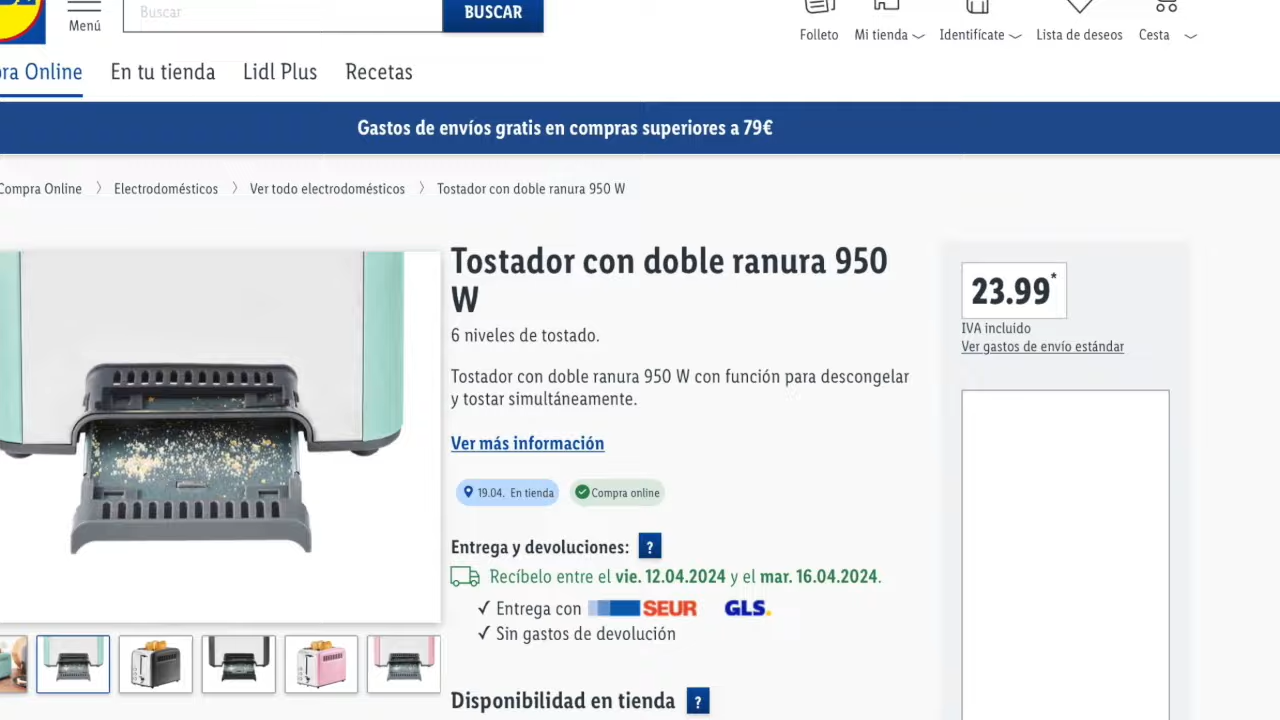 Menú
Buscar
BUSCAR
Folleto
Mi tienda
Identifícate
Lista de deseos
Cesta
ra Online
En tu tienda
Lidl Plus
Recetas
Gastos de envíos gratis en compras superiores a 79€
Compra Online
Electrodomésticos
Ver todo electrodomésticos
Tostador con doble ranura 950 W
Tostador con doble ranura 950
W
6 niveles de tostado.
Tostador con doble ranura 950 W con función para descongelar
y tostar simultáneamente.
Ver más información
19.04. En tienda
Compra online
Entrega y devoluciones: ?
Recíbelo entre el vie. 12.04.2024 y el mar. 16.04.2024.
✓ Entrega con SEUR GLS.
✓ Sin gastos de devolución
Disponibilidad en tienda ?
23.99*
IVA incluído
Ver gastos de envío estándar